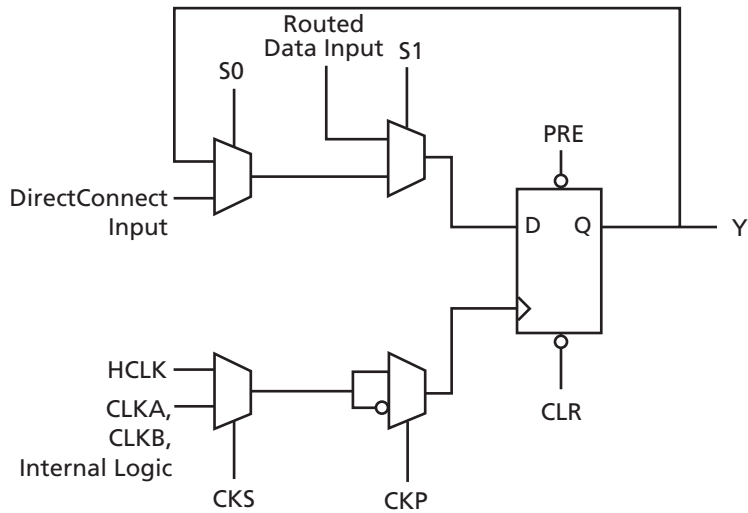 Routed
Data Input
S1
S0
PRE
DirectConnect
Input
D
Q
Y
HCLK
CLKA,
CLKB,
Internal Logic
CLR
CKS
CKP